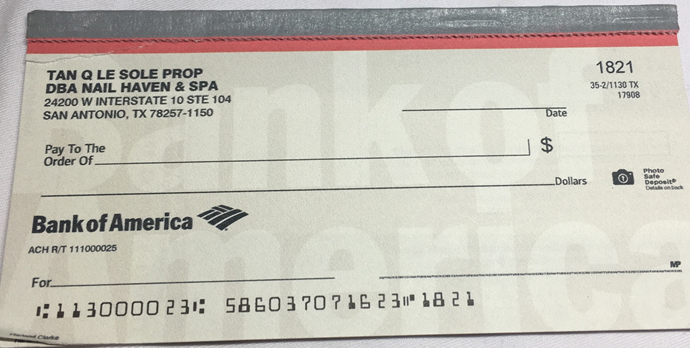 TAN Q LE SOLE PROP
DBA NAIL HAVEN & SPA
24200 W INTERSTATE 10 STE 104
SAN ANTONIO, TX 78257-1150
1821
35-2/1130 TX
17908
Date
Pay To The
Order Of
$
Dollars
Photo
Safe
Deposit®
Details on back
Bank of America
ACH R/T 111000025
For
MP
⑆113000023⑆ 586037071623⑈1821